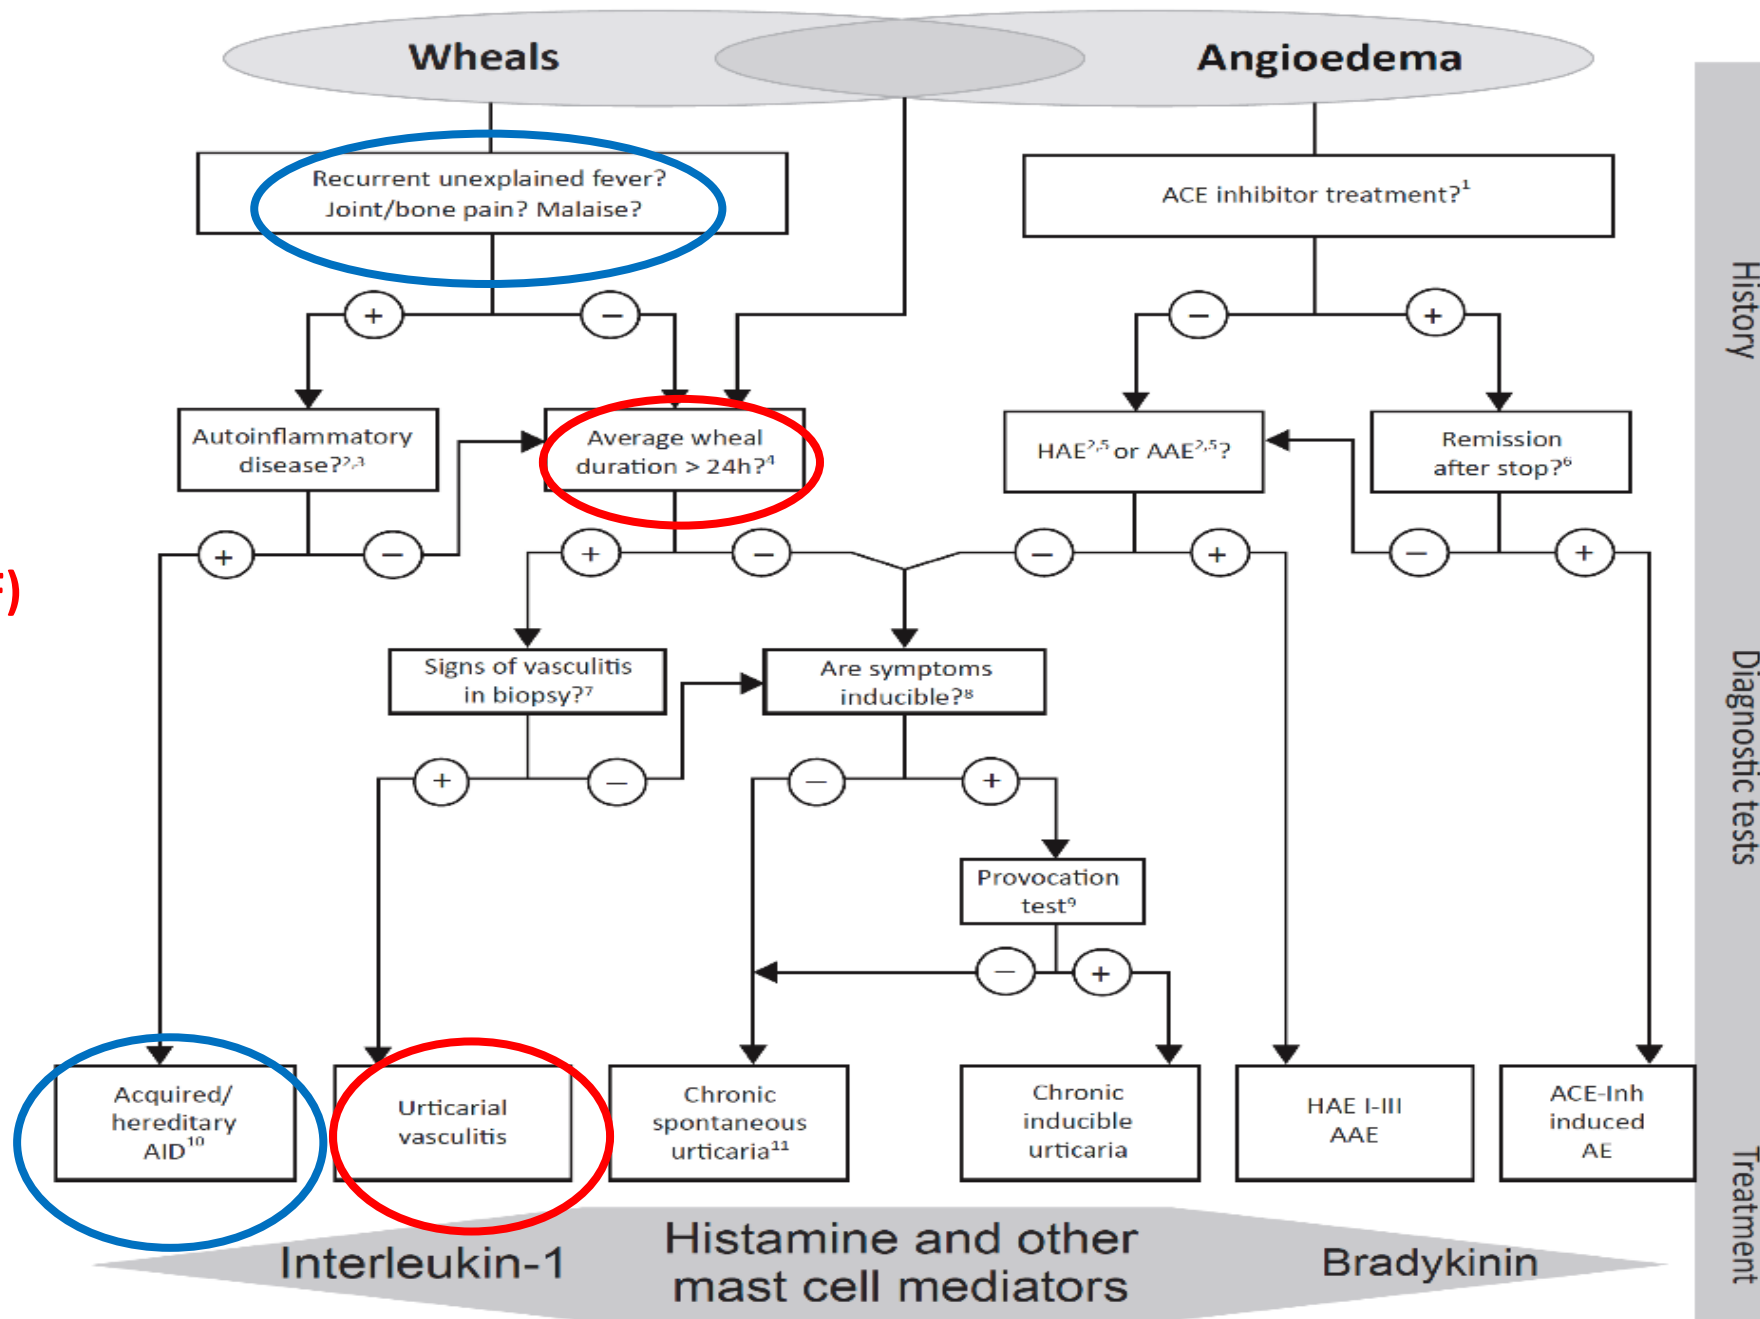 Wheals
Angioedema
Recurrent unexplained fever?
Joint/bone pain? Malaise?
ACE inhibitor treatment?¹
History
+
−
−
+
Autoinflammatory
disease?²,³
Average wheal
duration > 24h?⁴
HAE²,⁵ or AAE²,⁵?
Remission
after stop?⁶
+
−
+
−
−
+
−
+
F)
Signs of vasculitis
in biopsy?⁷
Are symptoms
inducible?⁸
Diagnostic tests
+
−
−
+
Provocation
test⁹
−
+
Acquired/
hereditary
AID¹⁰
Urticarial
vasculitis
Chronic
spontaneous
urticaria¹¹
Chronic
inducible
urticaria
HAE I-III
AAE
ACE-Inh
induced
AE
Treatment
Interleukin-1
Histamine and other
mast cell mediators
Bradykinin